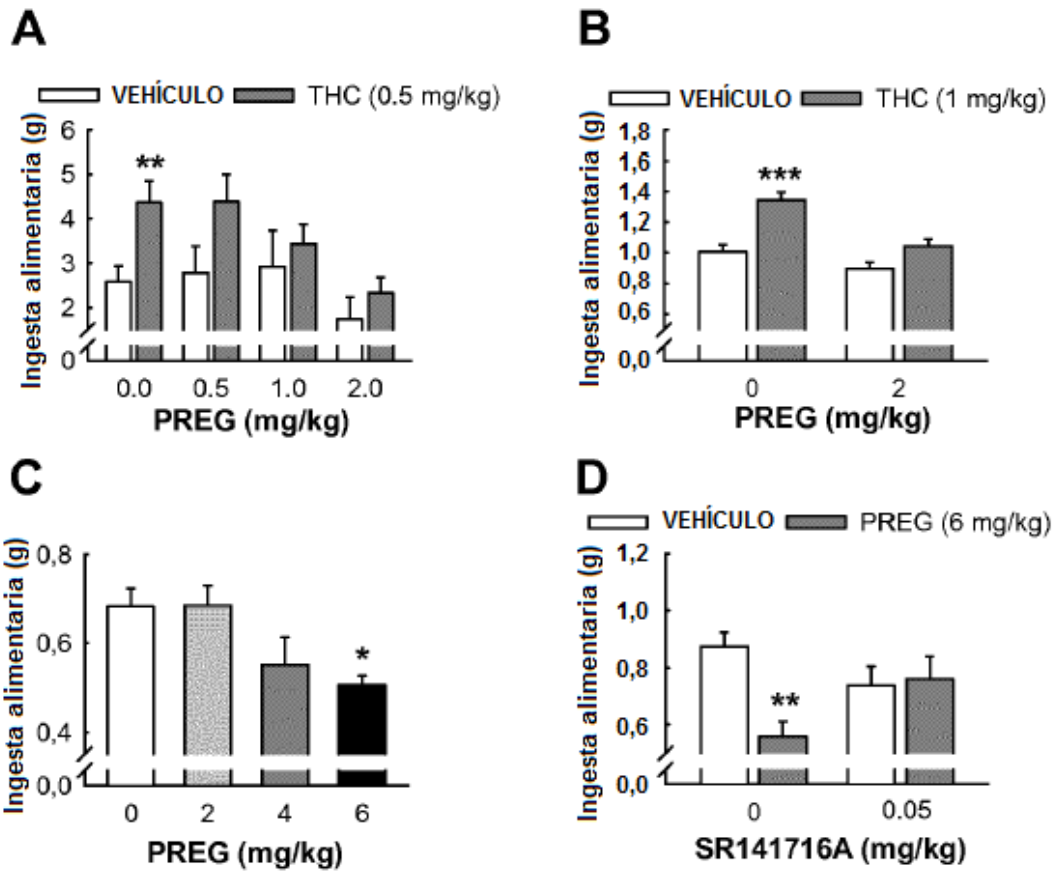 A
VEHÍCULO THC (0.5 mg/kg)
Ingesta alimentaria (g)
6
5
4
3
2
0
**
0.0 0.5 1.0 2.0
PREG (mg/kg)
B
VEHÍCULO THC (1 mg/kg)
Ingesta alimentaria (g)
1,8
1,6
1,4
1,2
1,0
0,8
0,6
0,0
***
0 2
PREG (mg/kg)
C
Ingesta alimentaria (g)
0,8
0,6
0,4
0,0
*
0 2 4 6
PREG (mg/kg)
D
VEHÍCULO PREG (6 mg/kg)
Ingesta alimentaria (g)
1,2
1,0
0,8
0,6
0,0
**
0 0.05
SR141716A (mg/kg)